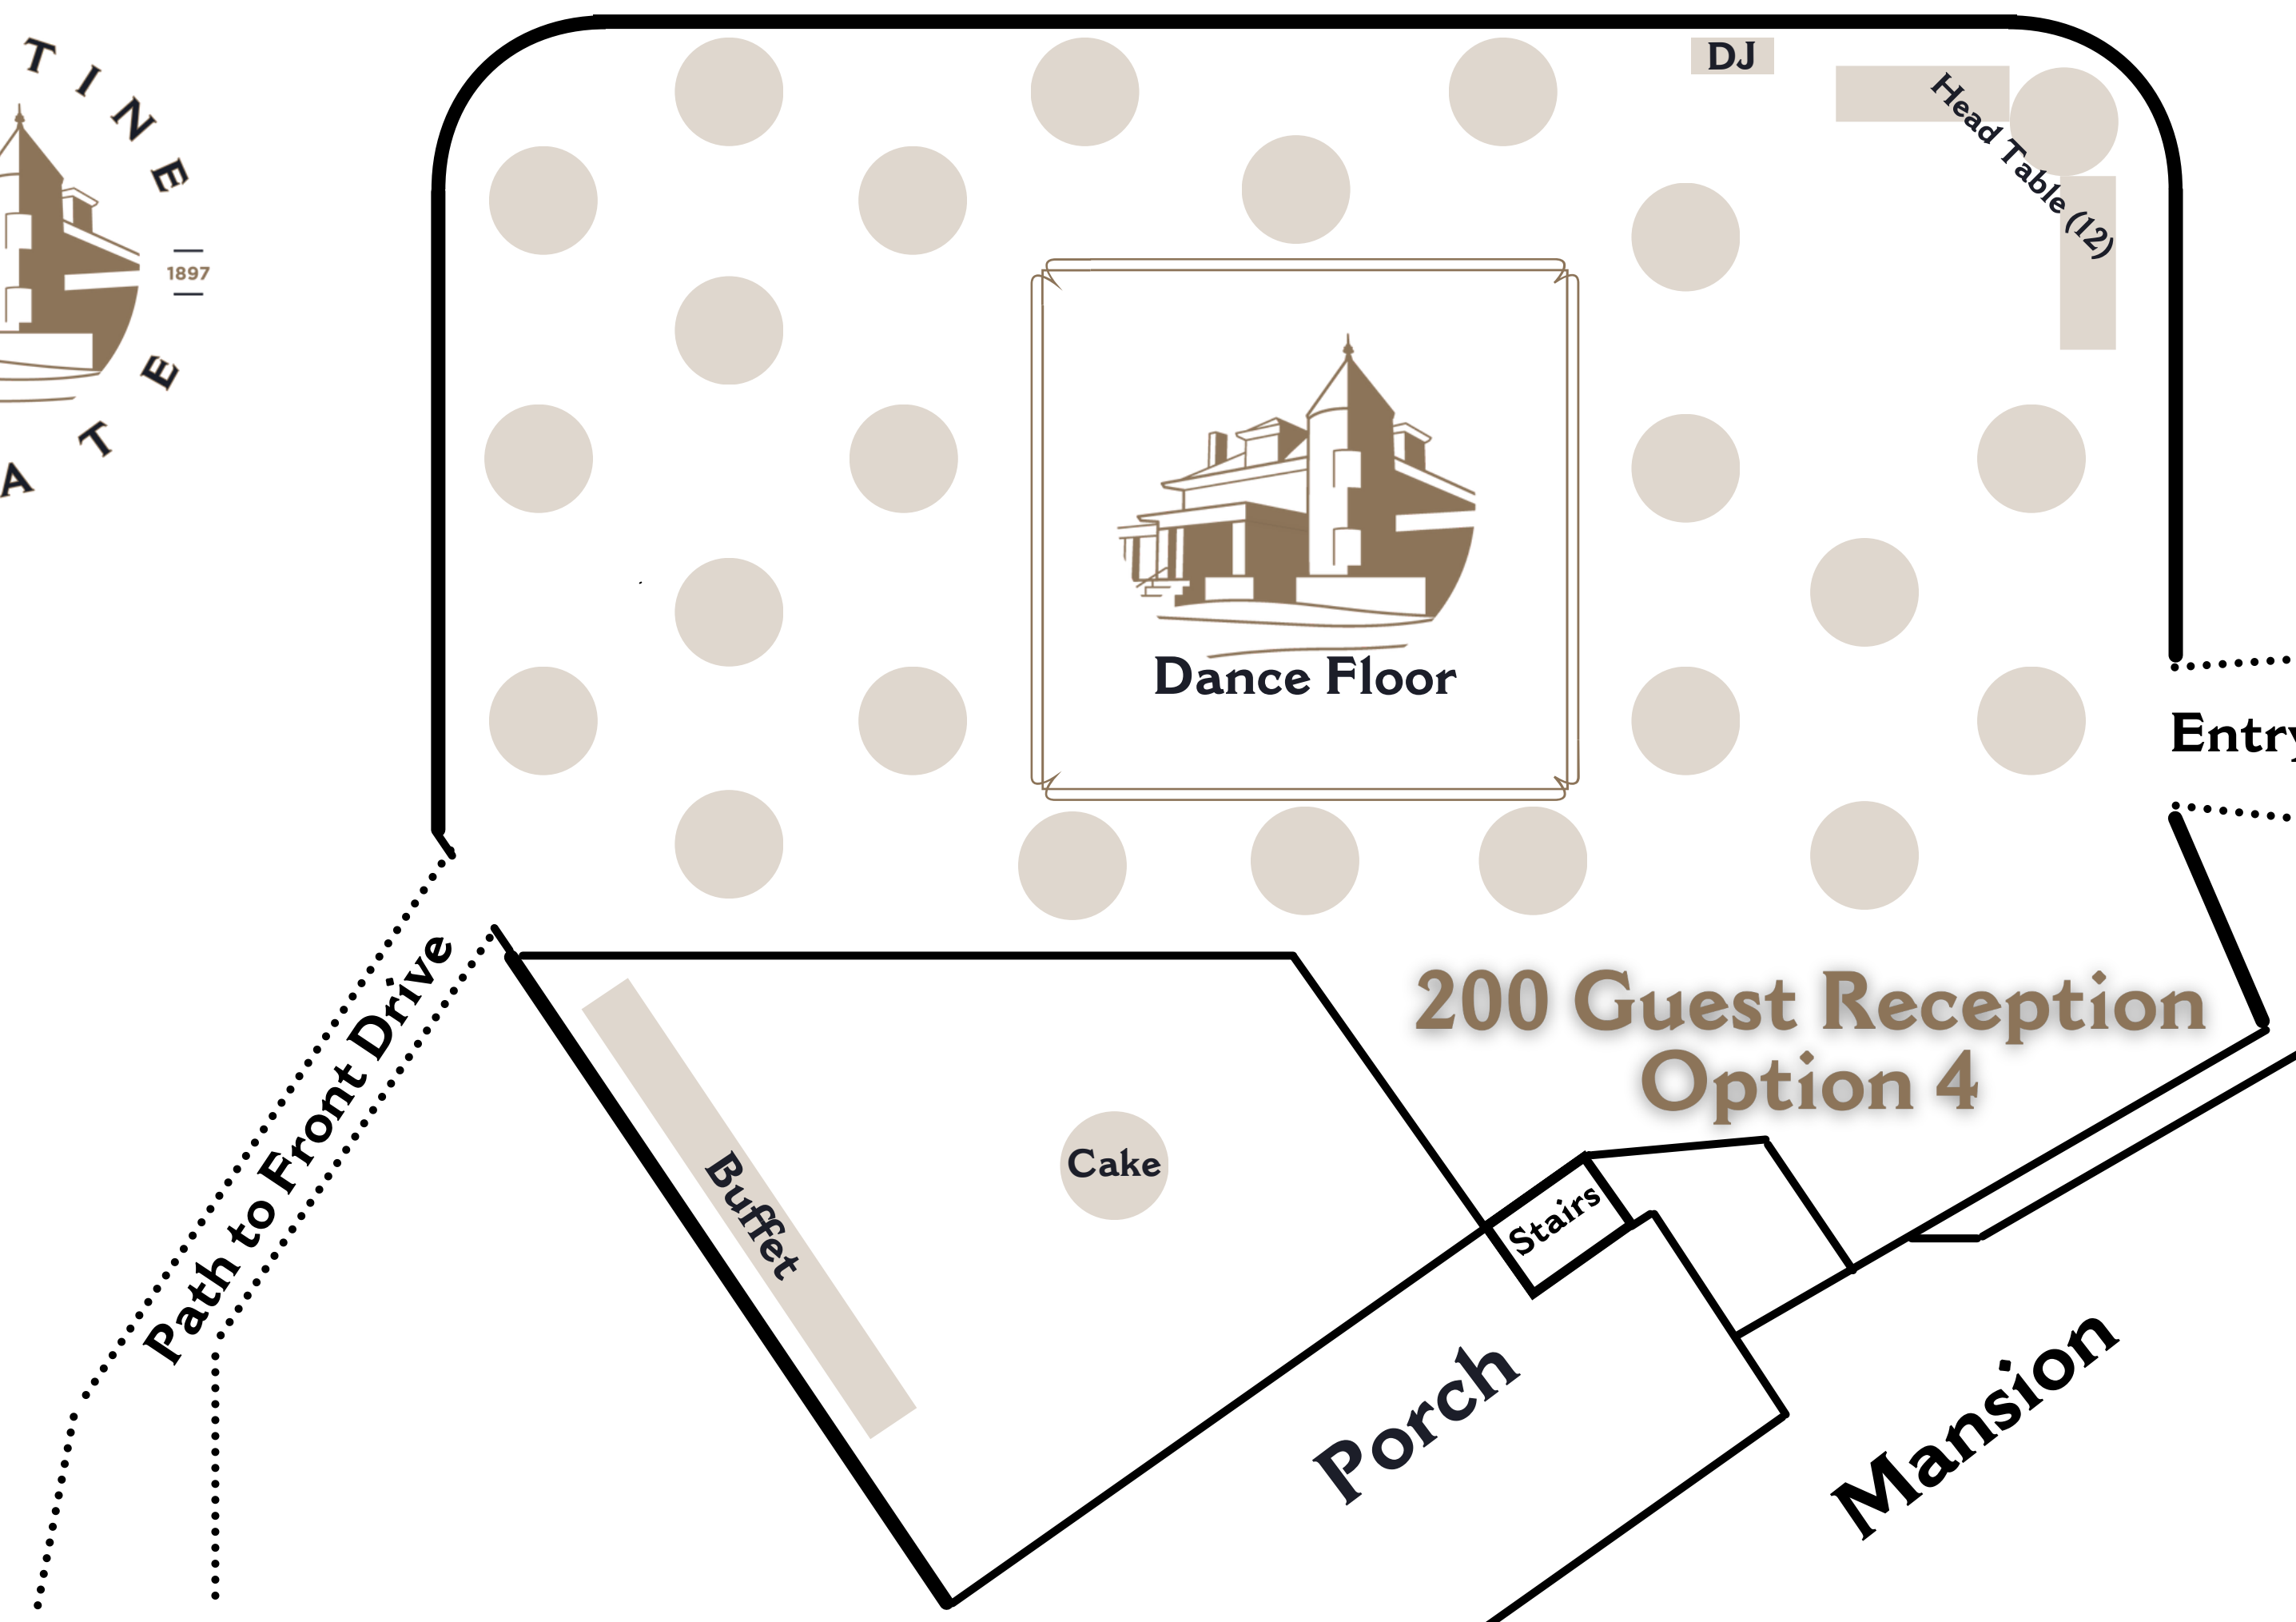 TINE
1897
ATE
DJ
Head Table (12)
Dance Floor
Entry
200 Guest Reception
Option 4
Path to Front Drive
Buffet
Cake
Stairs
Porch
Mansion